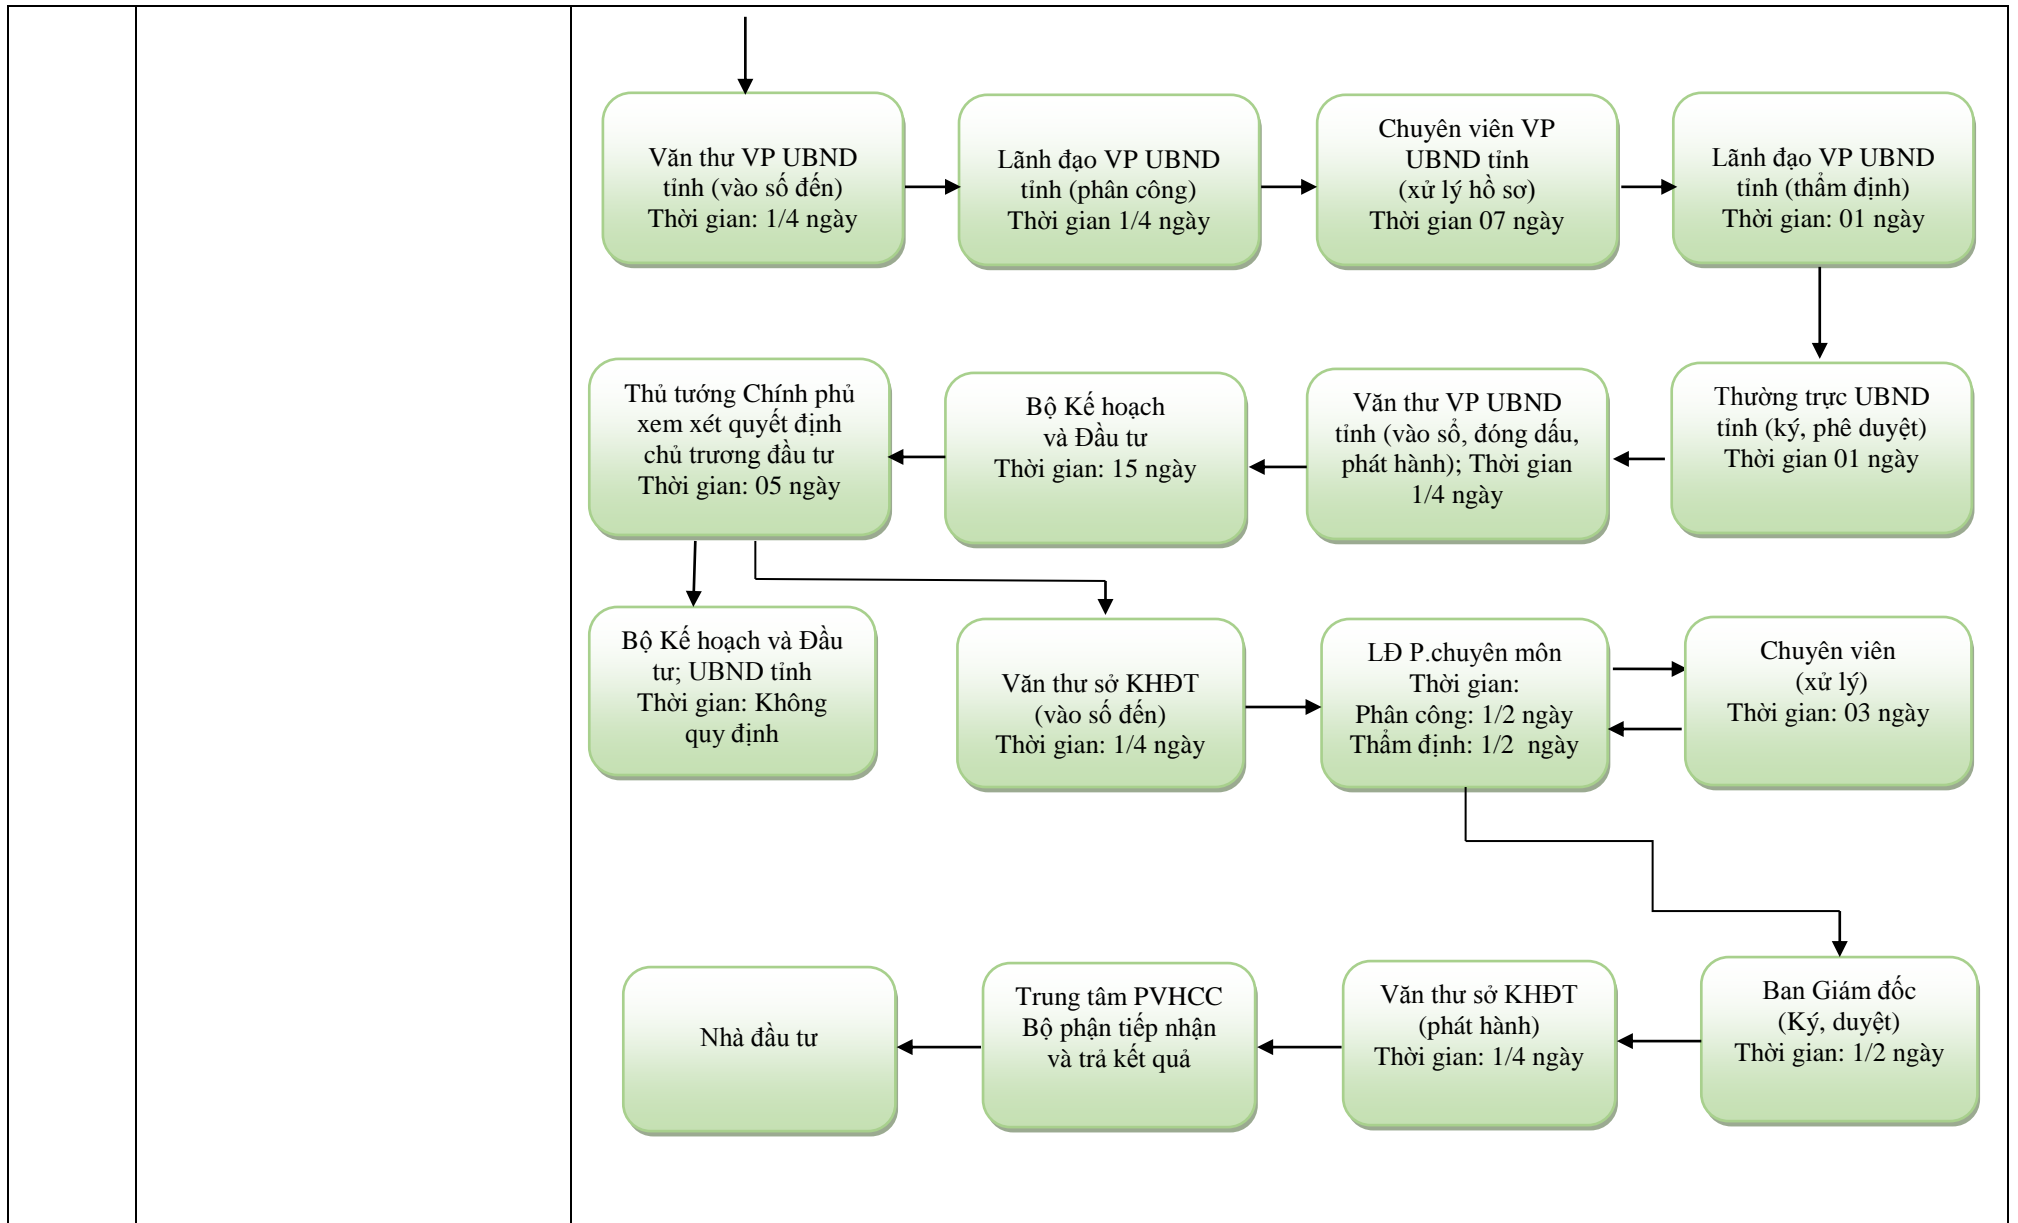 Văn thư VP UBND
tỉnh (vào số đến)
Thời gian: 1/4 ngày
Lãnh đạo VP UBND
tỉnh (phân công)
Thời gian 1/4 ngày
Chuyên viên VP
UBND tỉnh
(xử lý hồ sơ)
Thời gian 07 ngày
Lãnh đạo VP UBND
tỉnh (thẩm định)
Thời gian: 01 ngày
Thường trực UBND
tỉnh (ký, phê duyệt)
Thời gian 01 ngày
Văn thư VP UBND
tỉnh (vào sổ, đóng dấu,
phát hành); Thời gian
1/4 ngày
Bộ Kế hoạch
và Đầu tư
Thời gian: 15 ngày
Thủ tướng Chính phủ
xem xét quyết định
chủ trương đầu tư
Thời gian: 05 ngày
Bộ Kế hoạch và Đầu
tư; UBND tỉnh
Thời gian: Không
quy định
Văn thư sở KHĐT
(vào số đến)
Thời gian: 1/4 ngày
LĐ P.chuyên môn
Thời gian:
Phân công: 1/2 ngày
Thẩm định: 1/2  ngày
Chuyên viên
(xử lý)
Thời gian: 03 ngày
Ban Giám đốc
(Ký, duyệt)
Thời gian: 1/2 ngày
Văn thư sở KHĐT
(phát hành)
Thời gian: 1/4 ngày
Trung tâm PVHCC
Bộ phận tiếp nhận
và trả kết quả
Nhà đầu tư